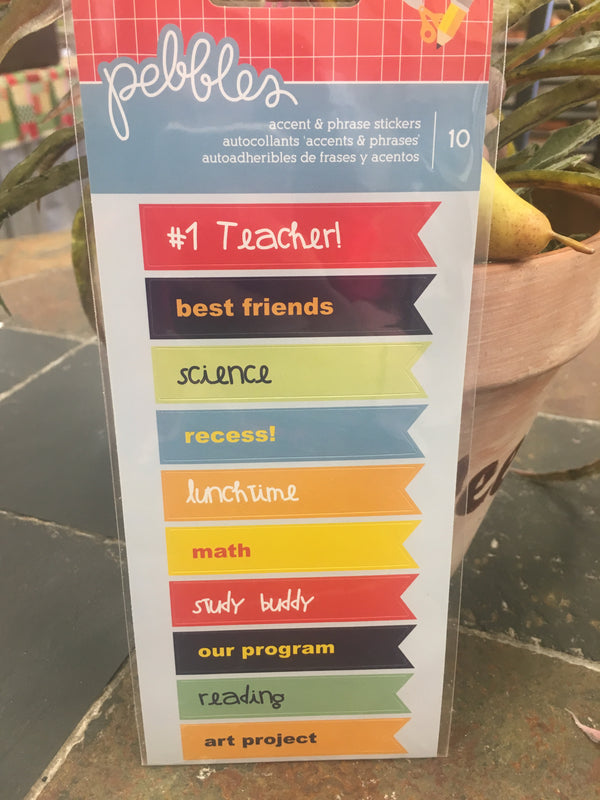 pebbles
accent & phrase stickers
autocollants 'accents & phrases'
autoadheribles de frases y acentos
10
#1 Teacher!
best friends
science
recess!
lunchtime
math
study buddy
our program
reading
art project